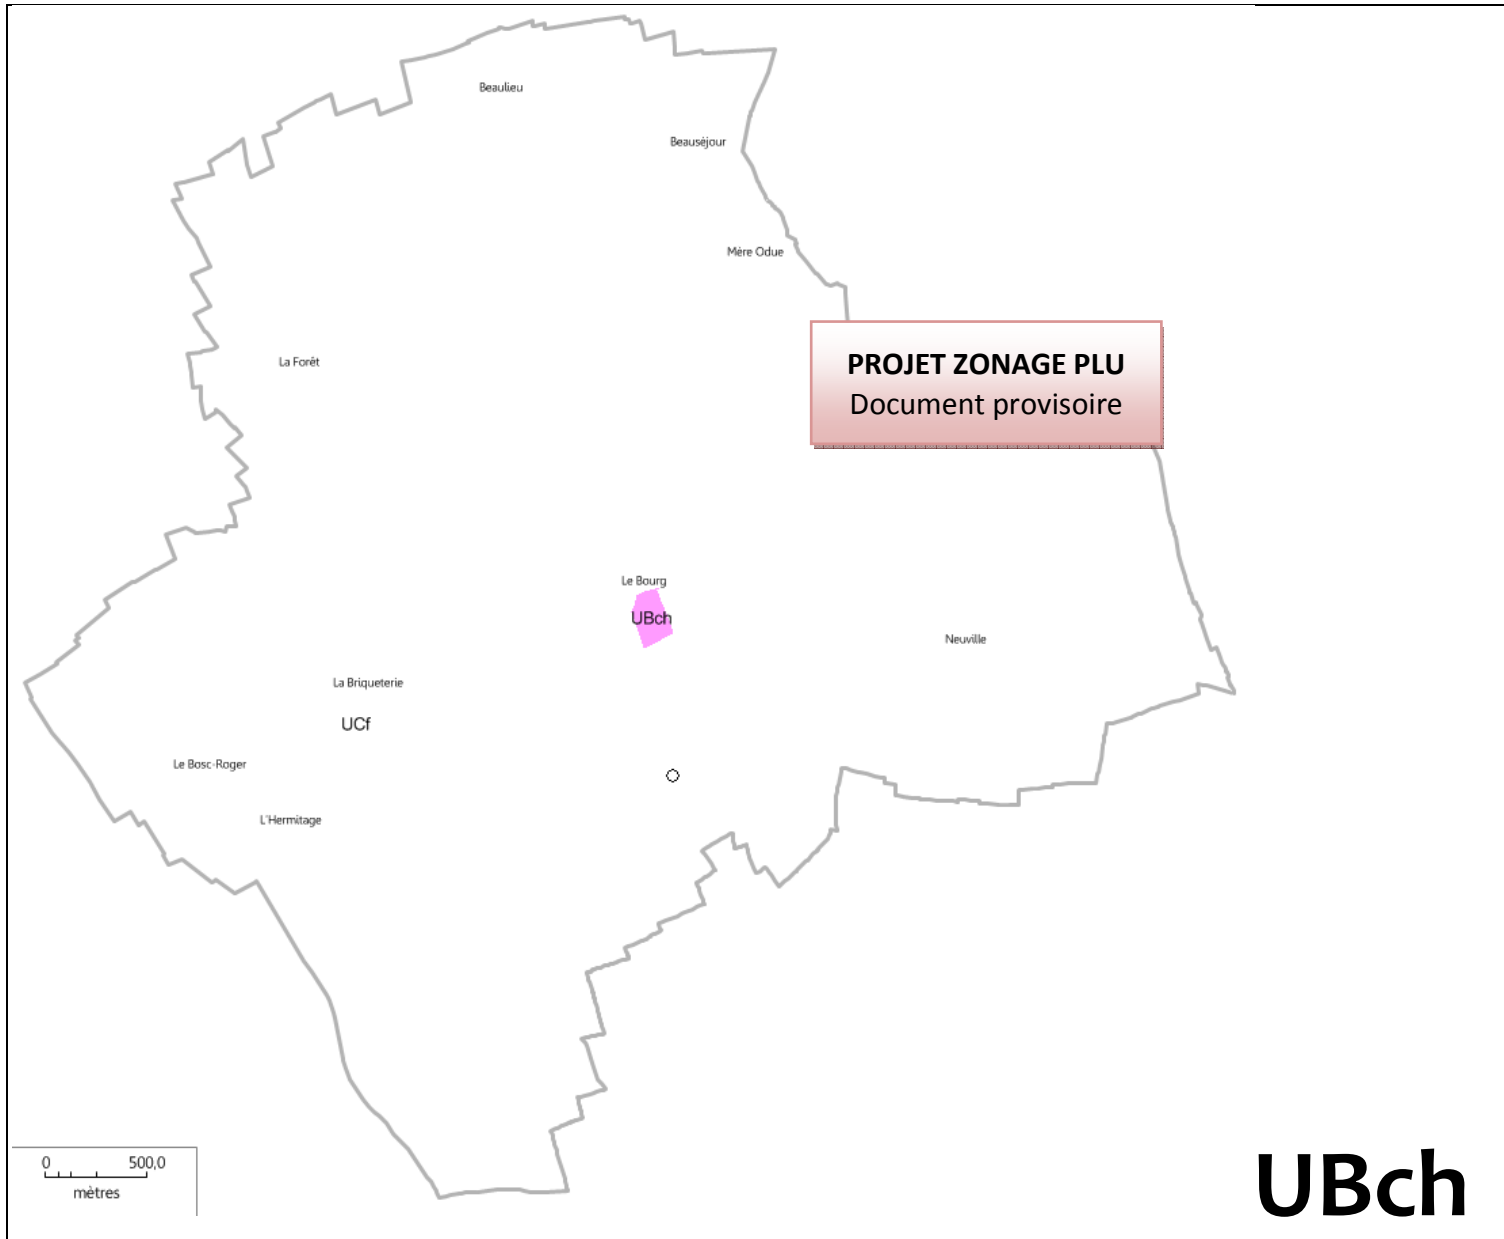 Beaulieu
Beauséjour
Mère Odue
La Forêt
PROJET ZONAGE PLU
Document provisoire
Le Bourg
UBch
Neuville
La Briqueterie
UCf
Le Bosc-Roger
L'Hermitage
0 500,0
mètres
UBch